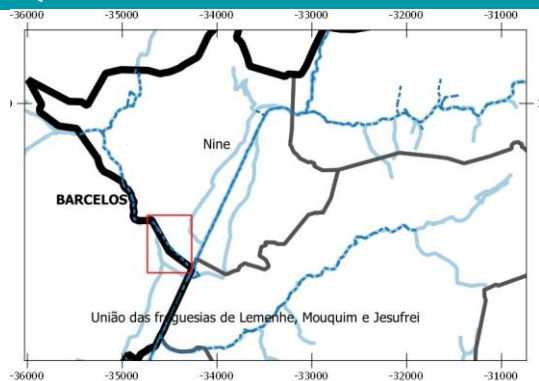 -36000 -35000 -34000 -33000 -32000 -31000
Nine
BARCELOS
União das freguesias de Lemenhe, Mouquim e Jesufrei
-36000 -35000 -34000 -33000 -32000 -31000